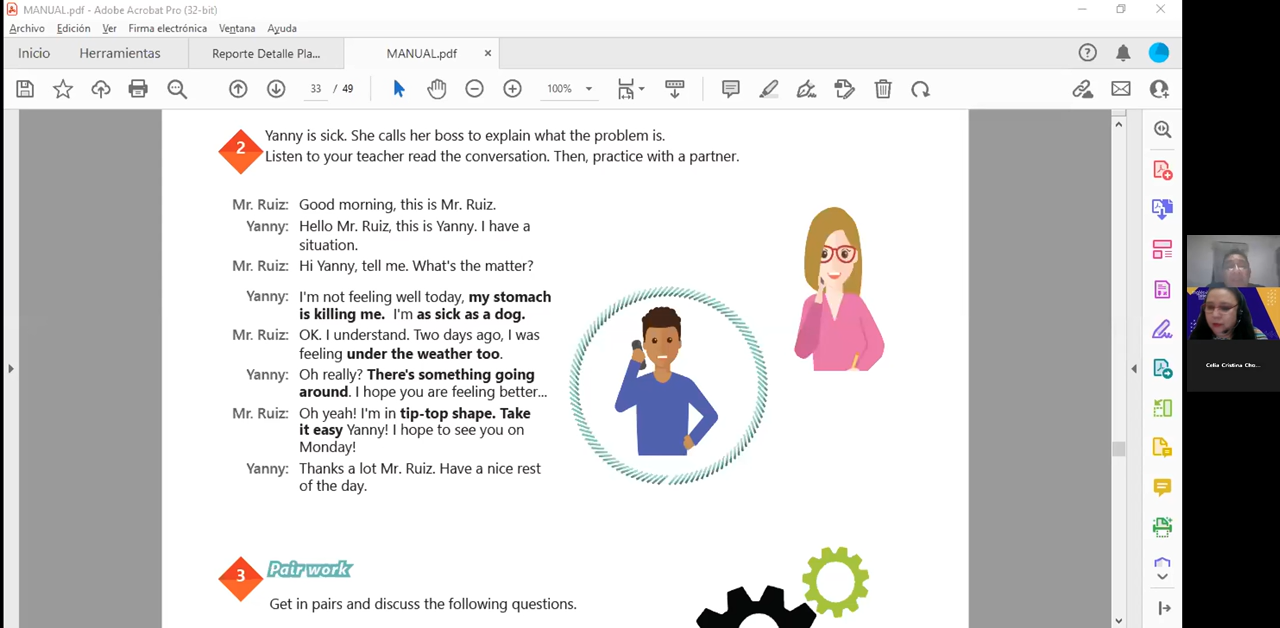 MANUAL.pdf - Adobe Acrobat Pro (32-bit)
Archivo Edición Ver Firma electrónica Ventana Ayuda
Inicio Herramientas Reporte Detalle Pla... MANUAL.pdf ×
33 / 49 100%
2 Yanny is sick. She calls her boss to explain what the problem is.
Listen to your teacher read the conversation. Then, practice with a partner.
Mr. Ruiz: Good morning, this is Mr. Ruiz.
Yanny: Hello Mr. Ruiz, this is Yanny. I have a
situation.
Mr. Ruiz: Hi Yanny, tell me. What's the matter?
Yanny: I'm not feeling well today, my stomach
is killing me. I'm as sick as a dog.
Mr. Ruiz: OK. I understand. Two days ago, I was
feeling under the weather too.
Yanny: Oh really? There's something going
around. I hope you are feeling better...
Mr. Ruiz: Oh yeah! I'm in tip-top shape. Take
it easy Yanny! I hope to see you on
Monday!
Yanny: Thanks a lot Mr. Ruiz. Have a nice rest
of the day.
3 Pair work
Get in pairs and discuss the following questions.
Celia Cristina Cho...